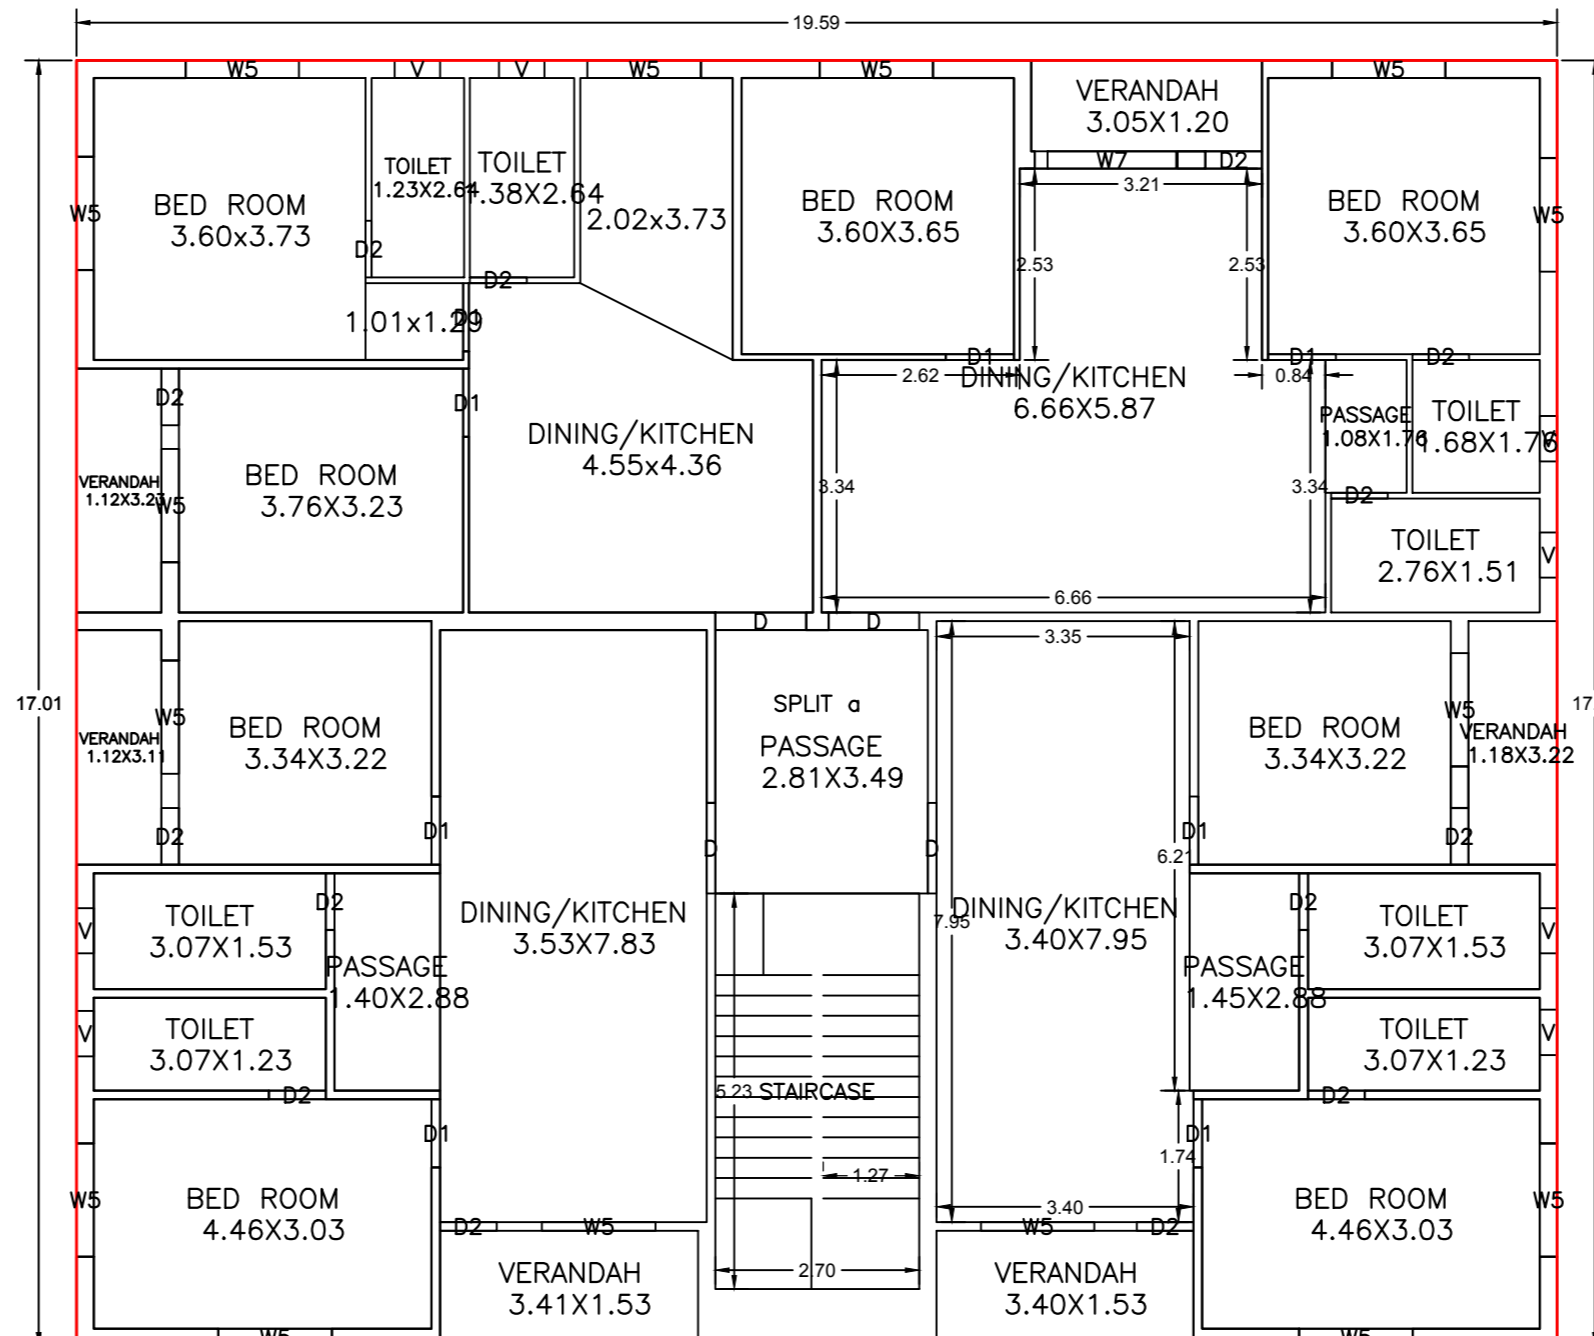 19.59
W5
V
V
W5
W5
W5
VERANDAH
3.05X1.20
W7
D2
3.21
BED ROOM
3.60x3.73
W5
TOILET
1.23X2.64
TOILET
1.38X2.64
2.02x3.73
BED ROOM
3.60X3.65
BED ROOM
3.60X3.65
W5
D2
D2
2.53
2.53
1.01x1.29
D1
D1
2.62
D1
D2
0.84
DINING/KITCHEN
6.66X5.87
D2
D1
VERANDAH
1.12X3.23
W5
BED ROOM
3.76X3.23
DINING/KITCHEN
4.55x4.36
3.34
3.34
PASSAGE
1.08X1.76
TOILET
1.68X1.76
V
D2
TOILET
2.76X1.51
V
6.66
D
D
3.35
17.01
17
VERANDAH
1.12X3.11
W5
BED ROOM
3.34X3.22
SPLIT a
PASSAGE
2.81X3.49
BED ROOM
3.34X3.22
W5
VERANDAH
1.18X3.22
D2
D1
D
D
D1
6.21
D2
V
TOILET
3.07X1.53
D2
PASSAGE
1.40X2.88
DINING/KITCHEN
3.53X7.83
7.95
DINING/KITCHEN
3.40X7.95
D2
PASSAGE
1.45X2.88
TOILET
3.07X1.53
V
V
TOILET
3.07X1.23
TOILET
3.07X1.23
V
D2
5.23
STAIRCASE
D2
D1
1.27
1.74
D1
W5
BED ROOM
4.46X3.03
3.40
BED ROOM
4.46X3.03
W5
D2
W5
W5
D2
2.70
VERANDAH
3.41X1.53
VERANDAH
3.40X1.53
W5
W5